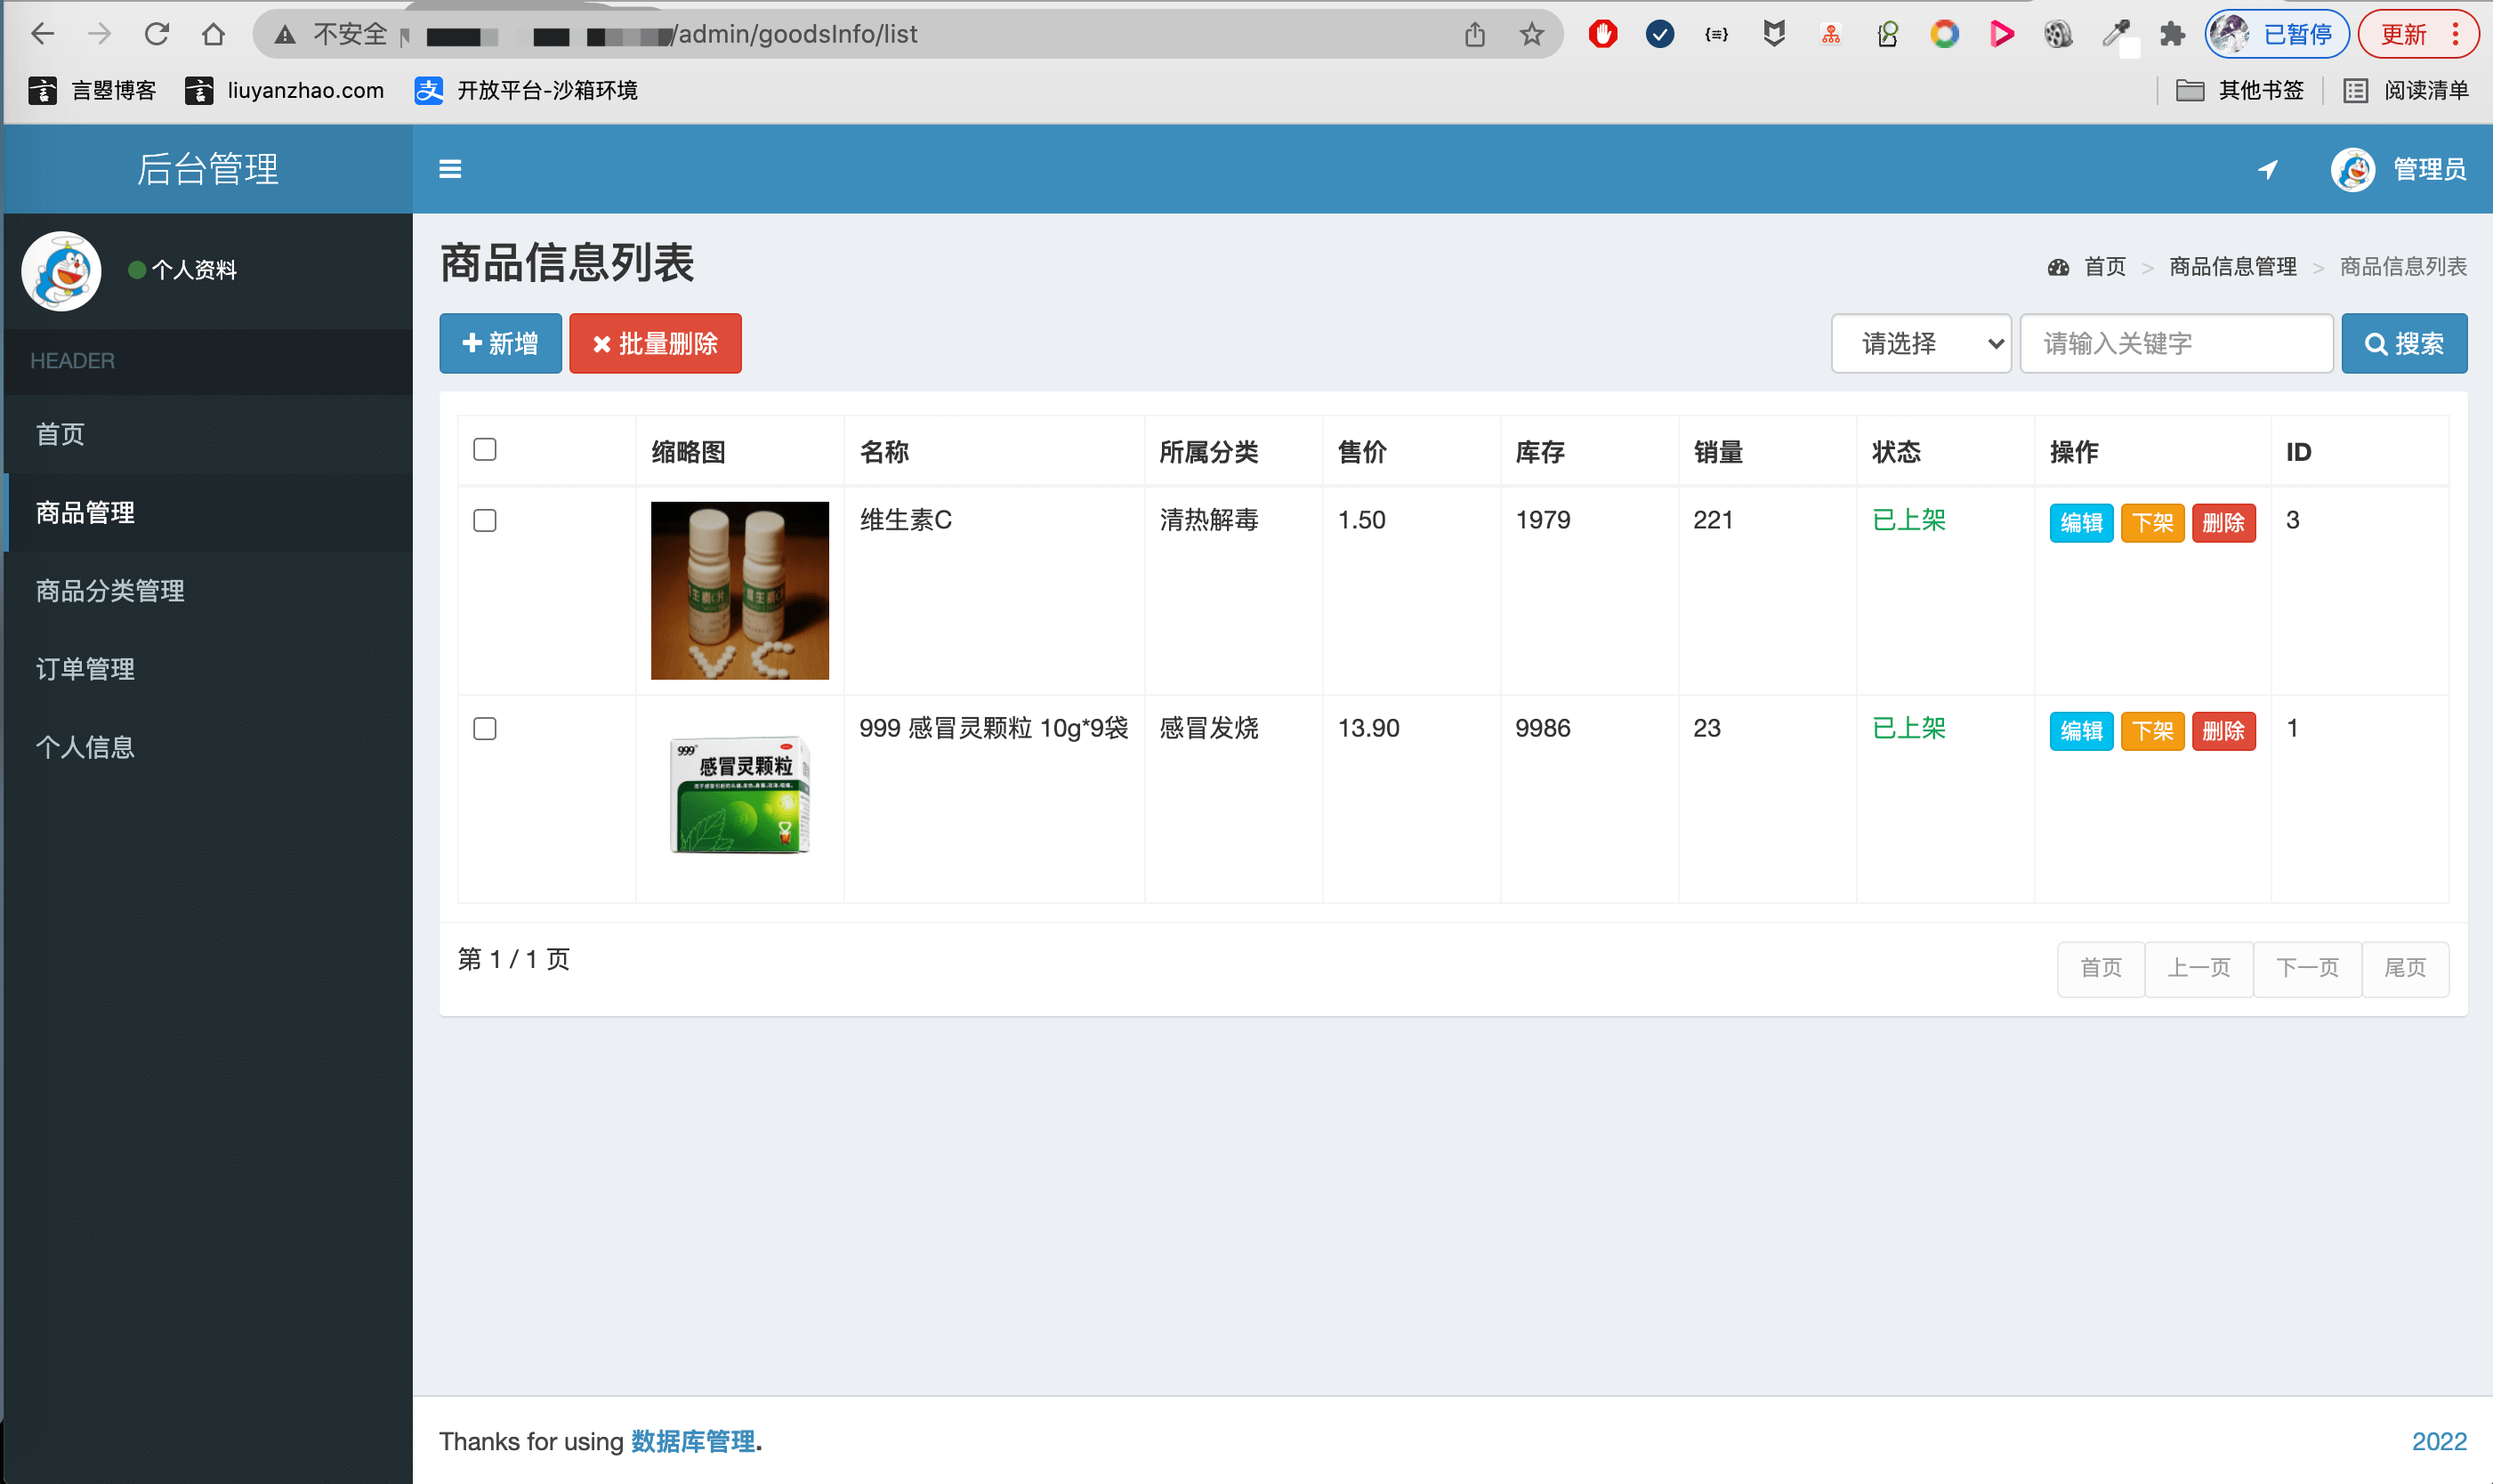 不安全 /admin/goodsInfo/list
已暂停 更新
言曌博客 liuyanzhao.com 开放平台-沙箱环境 其他书签 阅读清单
后台管理 管理员
个人资料
HEADER
首页
商品管理
商品分类管理
订单管理
个人信息
商品信息列表
首页 > 商品信息管理 > 商品信息列表
新增 批量删除 请选择 请输入关键字 搜索
缩略图 名称 所属分类 售价 库存 销量 状态 操作 ID
维生素C 清热解毒 1.50 1979 221 已上架 编辑 下架 删除 3
VC
999 感冒灵颗粒 10g*9袋 感冒发烧 13.90 9986 23 已上架 编辑 下架 删除 1
999
感冒灵颗粒
第 1 / 1 页 首页 上一页 下一页 尾页
Thanks for using 数据库管理. 2022